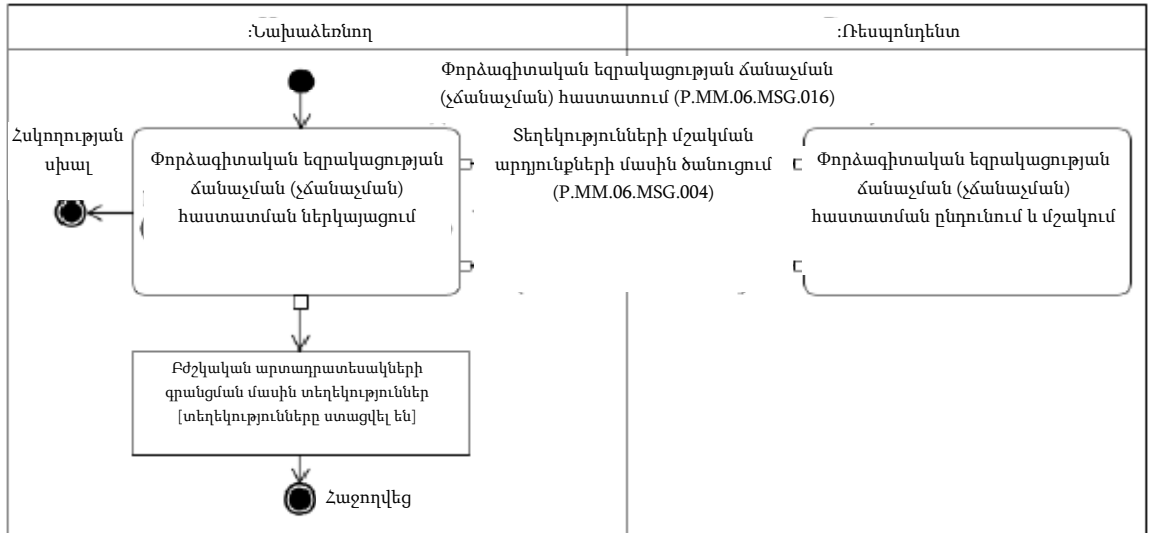 :Նախաձեռնող
:Ռեսպոնդենտ
Փորձագիտական եզրակացության ճանաչման
(չճանաչման) հաստատում (P.MM.06.MSG.016)
Հսկողության
սխալ
Փորձագիտական եզրակացության
ճանաչման (չճանաչման)
հաստատման ներկայացում
Տեղեկությունների մշակման
արդյունքների մասին ծանուցում
(P.MM.06.MSG.004)
Փորձագիտական եզրակացության
ճանաչման (չճանաչման)
հաստատման ընդունում և մշակում
Բժշկական արտադրատեսակների
գրանցման մասին տեղեկություններ
[տեղեկությունները ստացվել են]
Հաջողվեց